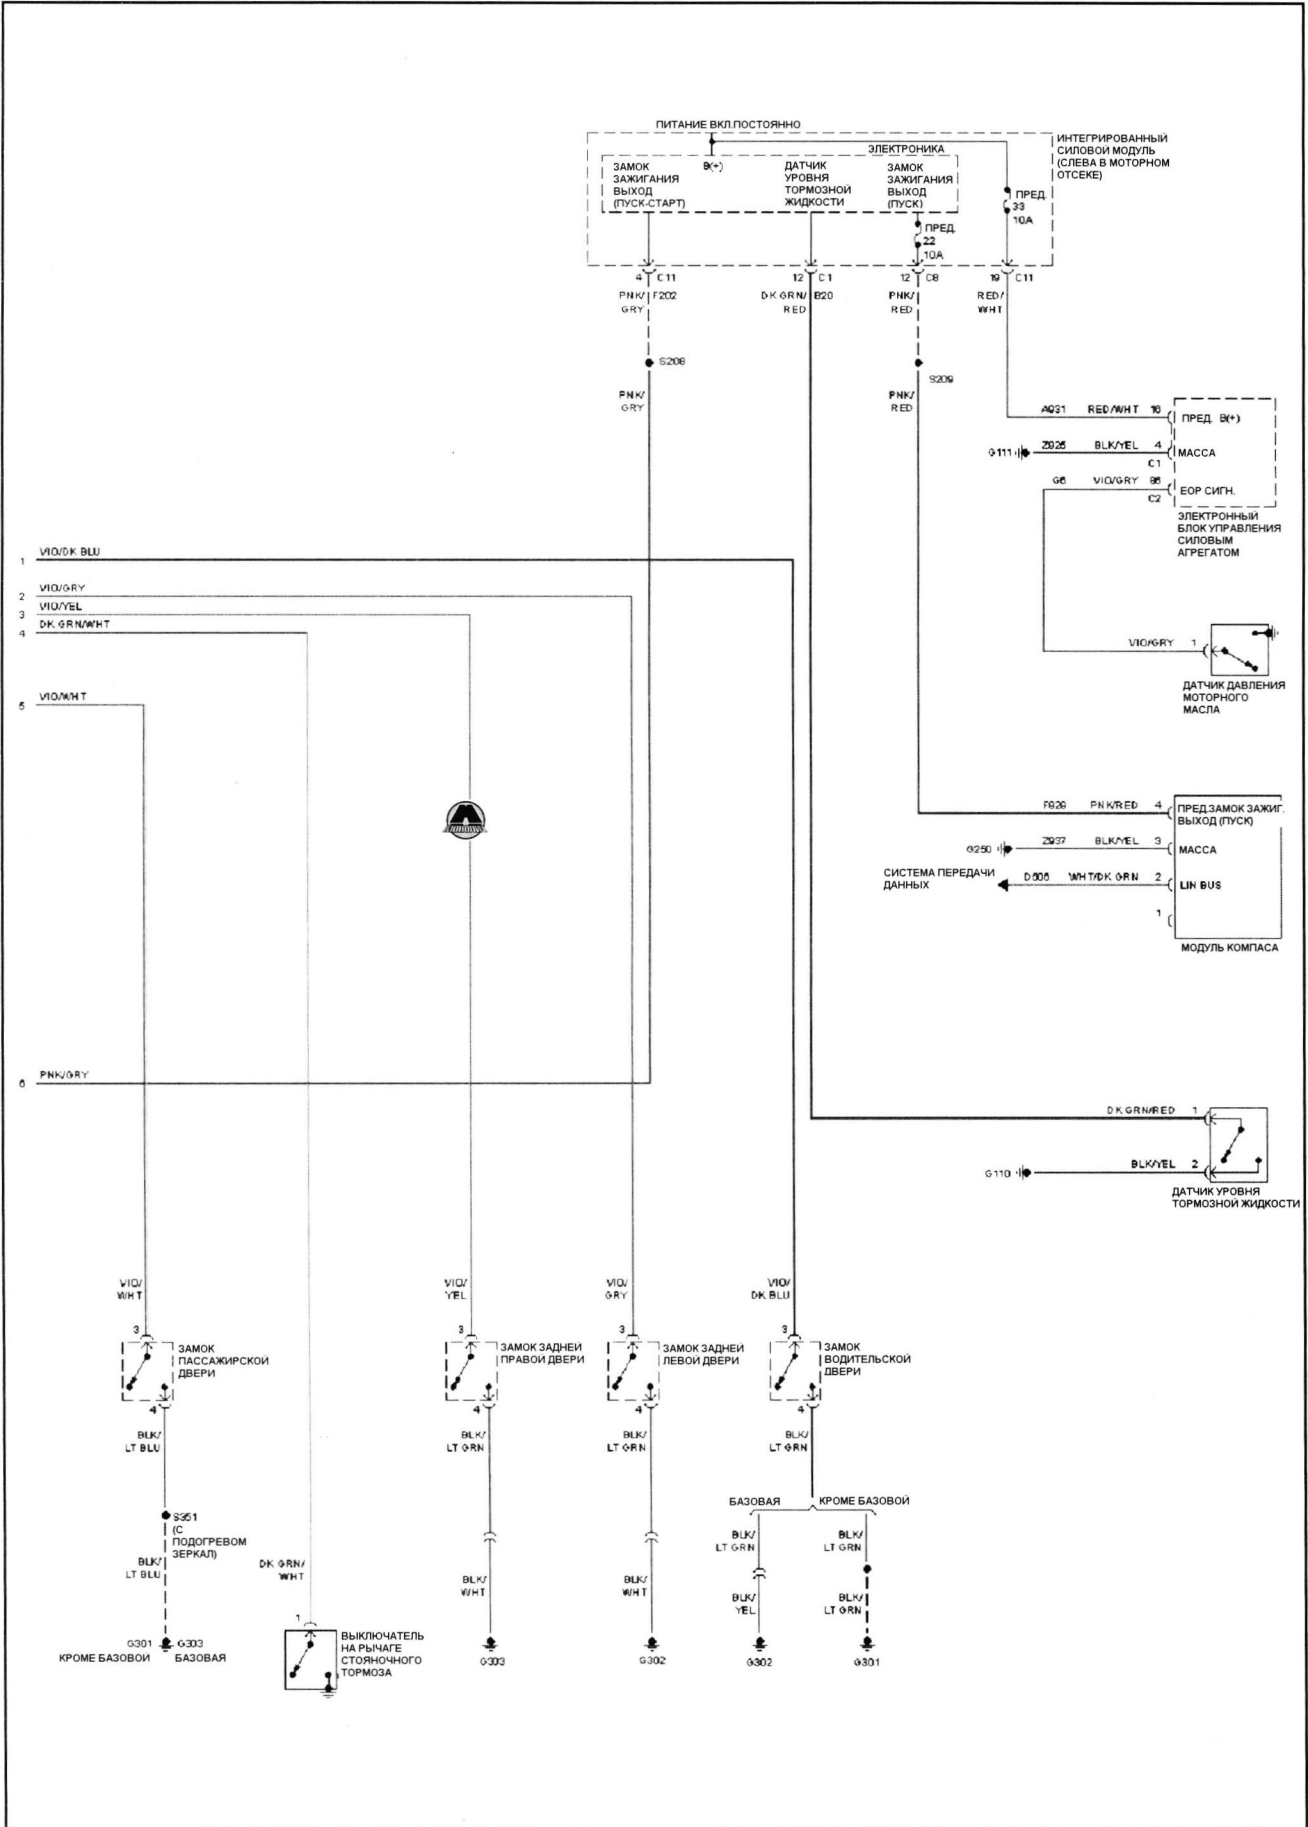 ПИТАНИЕ ВКЛ.ПОСТОЯННО
ЭЛЕКТРОНИКА
ИНТЕГРИРОВАННЫЙ
СИЛОВОЙ МОДУЛЬ
(СЛЕВА В МОТОРНОМ
ОТСЕКЕ)
ЗАМОК
ЗАЖИГАНИЯ
ВЫХОД
(ПУСК-СТАРТ)
B(+)
ДАТЧИК
УРОВНЯ
ТОРМОЗНОЙ
ЖИДКОСТИ
ЗАМОК
ЗАЖИГАНИЯ
ВЫХОД
(ПУСК)
ПРЕД.
33
10A
ПРЕД.
22
10A
4 C11
12 C1
12 C8
19 C11
PNK/ F202
GRY
DK GRN/ B20
RED
PNK/
RED
RED/
WHT
S208
S209
PNK/
GRY
PNK/
RED
A931 RED/WHT 16
ПРЕД. B(+)
G111 Z925 BLK/YEL 4
МАССА
C1
G6 VIO/GRY 86
ЕОР СИГН.
C2
ЭЛЕКТРОННЫЙ
БЛОК УПРАВЛЕНИЯ
СИЛОВЫМ
АГРЕГАТОМ
1 VIO/DK BLU
2 VIO/GRY
3 VIO/YEL
4 DK GRN/WHT
VIO/GRY 1
ДАТЧИК ДАВЛЕНИЯ
МОТОРНОГО
МАСЛА
5 VIO/WHT
F929 PNK/RED 4
ПРЕД.ЗАМОК ЗАЖИГ.
ВЫХОД (ПУСК)
G250 Z937 BLK/YEL 3
МАССА
СИСТЕМА ПЕРЕДАЧИ
ДАННЫХ
D506 WHT/DK GRN 2
LIN BUS
1
МОДУЛЬ КОМПАСА
6 PNK/GRY
DK GRN/RED 1
G110 BLK/YEL 2
ДАТЧИК УРОВНЯ
ТОРМОЗНОЙ ЖИДКОСТИ
VIO/
WHT
VIO/
YEL
VIO/
GRY
VIO/
DK BLU
3
3
3
3
ЗАМОК
ПАССАЖИРСКОЙ
ДВЕРИ
ЗАМОК ЗАДНЕЙ
ПРАВОЙ ДВЕРИ
ЗАМОК ЗАДНЕЙ
ЛЕВОЙ ДВЕРИ
ЗАМОК
ВОДИТЕЛЬСКОЙ
ДВЕРИ
4
4
4
4
BLK/
LT BLU
BLK/
LT GRN
BLK/
LT GRN
BLK/
LT GRN
БАЗОВАЯ
КРОМЕ БАЗОВОЙ
S351
(С
ПОДОГРЕВОМ
ЗЕРКАЛ)
BLK/
LT GRN
BLK/
LT GRN
BLK/
LT BLU
DK GRN/
WHT
BLK/
WHT
BLK/
WHT
BLK/
YEL
BLK/
LT GRN
1
ВЫКЛЮЧАТЕЛЬ
НА РЫЧАГЕ
СТОЯНОЧНОГО
ТОРМОЗА
G301 G303
КРОМЕ БАЗОВОЙ БАЗОВАЯ
G303
G302
G302
G301